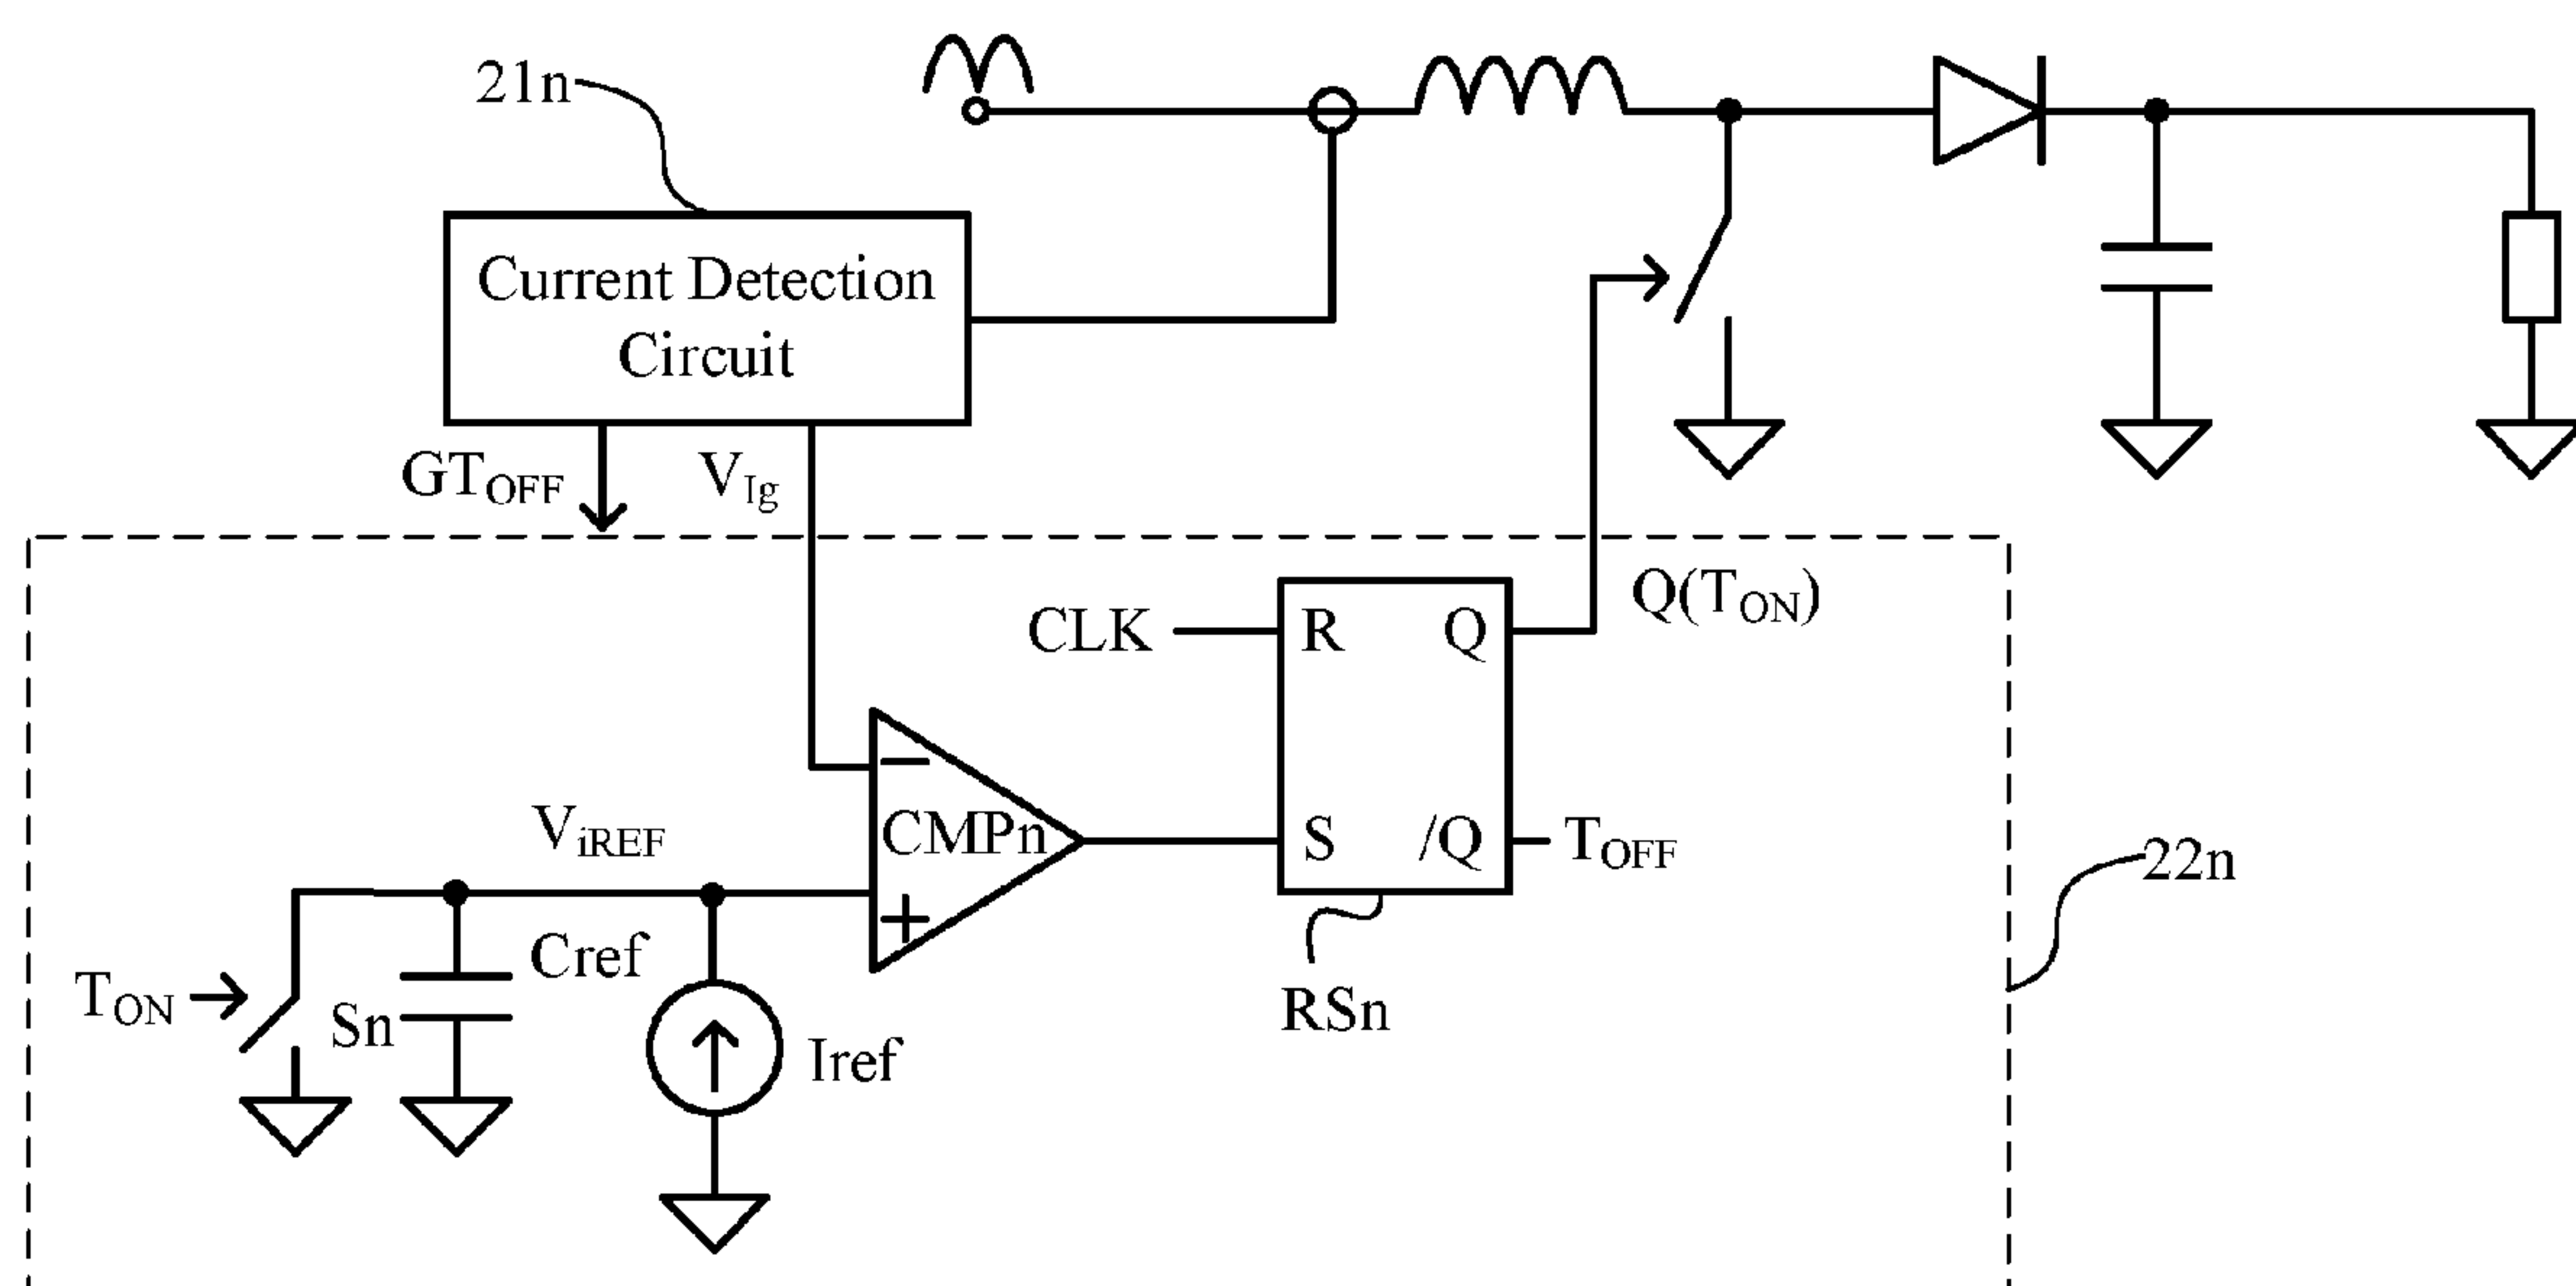 21n
Current Detection
Circuit
GTOFF
VIg
Q(TON)
CLK
R
Q
ViREF
CMPn
S
/Q
TOFF
22n
Cref
TON
Sn
Iref
RSn